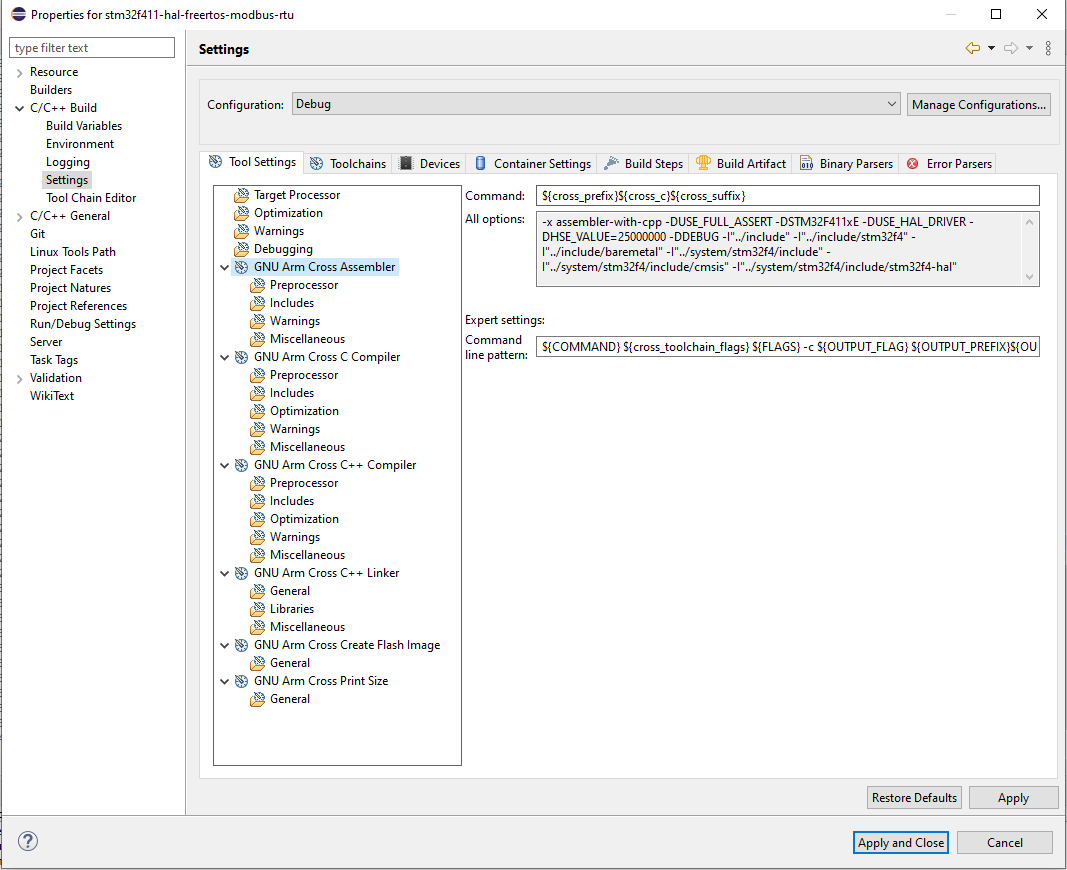 Properties for stm32f411-hal-freertos-modbus-rtu
type filter text
Resource
Builders
C/C++ Build
Build Variables
Environment
Logging
Settings
Tool Chain Editor
C/C++ General
Git
Linux Tools Path
Project Facets
Project Natures
Project References
Run/Debug Settings
Server
Task Tags
Validation
WikiText
Settings
Configuration:
Debug
Manage Configurations...
Tool Settings
Toolchains
Devices
Container Settings
Build Steps
Build Artifact
Binary Parsers
Error Parsers
Target Processor
Optimization
Warnings
Debugging
GNU Arm Cross Assembler
Preprocessor
Includes
Warnings
Miscellaneous
GNU Arm Cross C Compiler
Preprocessor
Includes
Optimization
Warnings
Miscellaneous
GNU Arm Cross C++ Compiler
Preprocessor
Includes
Optimization
Warnings
Miscellaneous
GNU Arm Cross C++ Linker
General
Libraries
Miscellaneous
GNU Arm Cross Create Flash Image
General
GNU Arm Cross Print Size
General
Command:
${cross_prefix}${cross_c}${cross_suffix}
All options:
-x assembler-with-cpp -DUSE_FULL_ASSERT -DSTM32F411xE -DUSE_HAL_DRIVER -
DHSE_VALUE=25000000 -DDEBUG -I"../include" -I"../include/stm32f4" -
I"../include/baremetal" -I"../system/stm32f4/include" -
I"../system/stm32f4/include/cmsis" -I"../system/stm32f4/include/stm32f4-hal"
Expert settings:
Command
line pattern:
${COMMAND} ${cross_toolchain_flags} ${FLAGS} -c ${OUTPUT_FLAG} ${OUTPUT_PREFIX}${OU
Restore Defaults
Apply
Apply and Close
Cancel